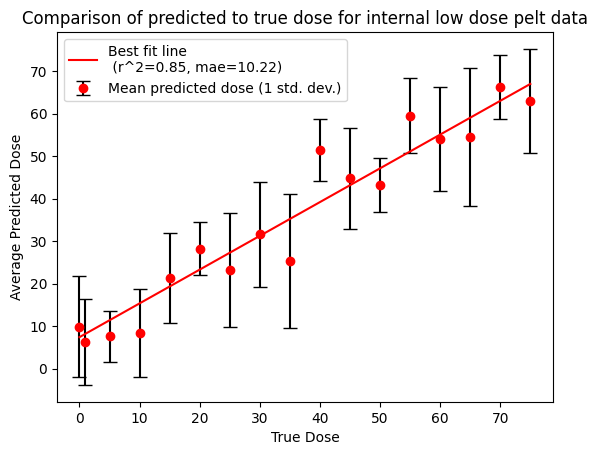 Comparison of predicted to true dose for internal low dose pelt data
Best fit line
(r^2=0.85, mae=10.22)
Mean predicted dose (1 std. dev.)
Average Predicted Dose
70
60
50
40
30
20
10
0
0 10 20 30 40 50 60 70
True Dose